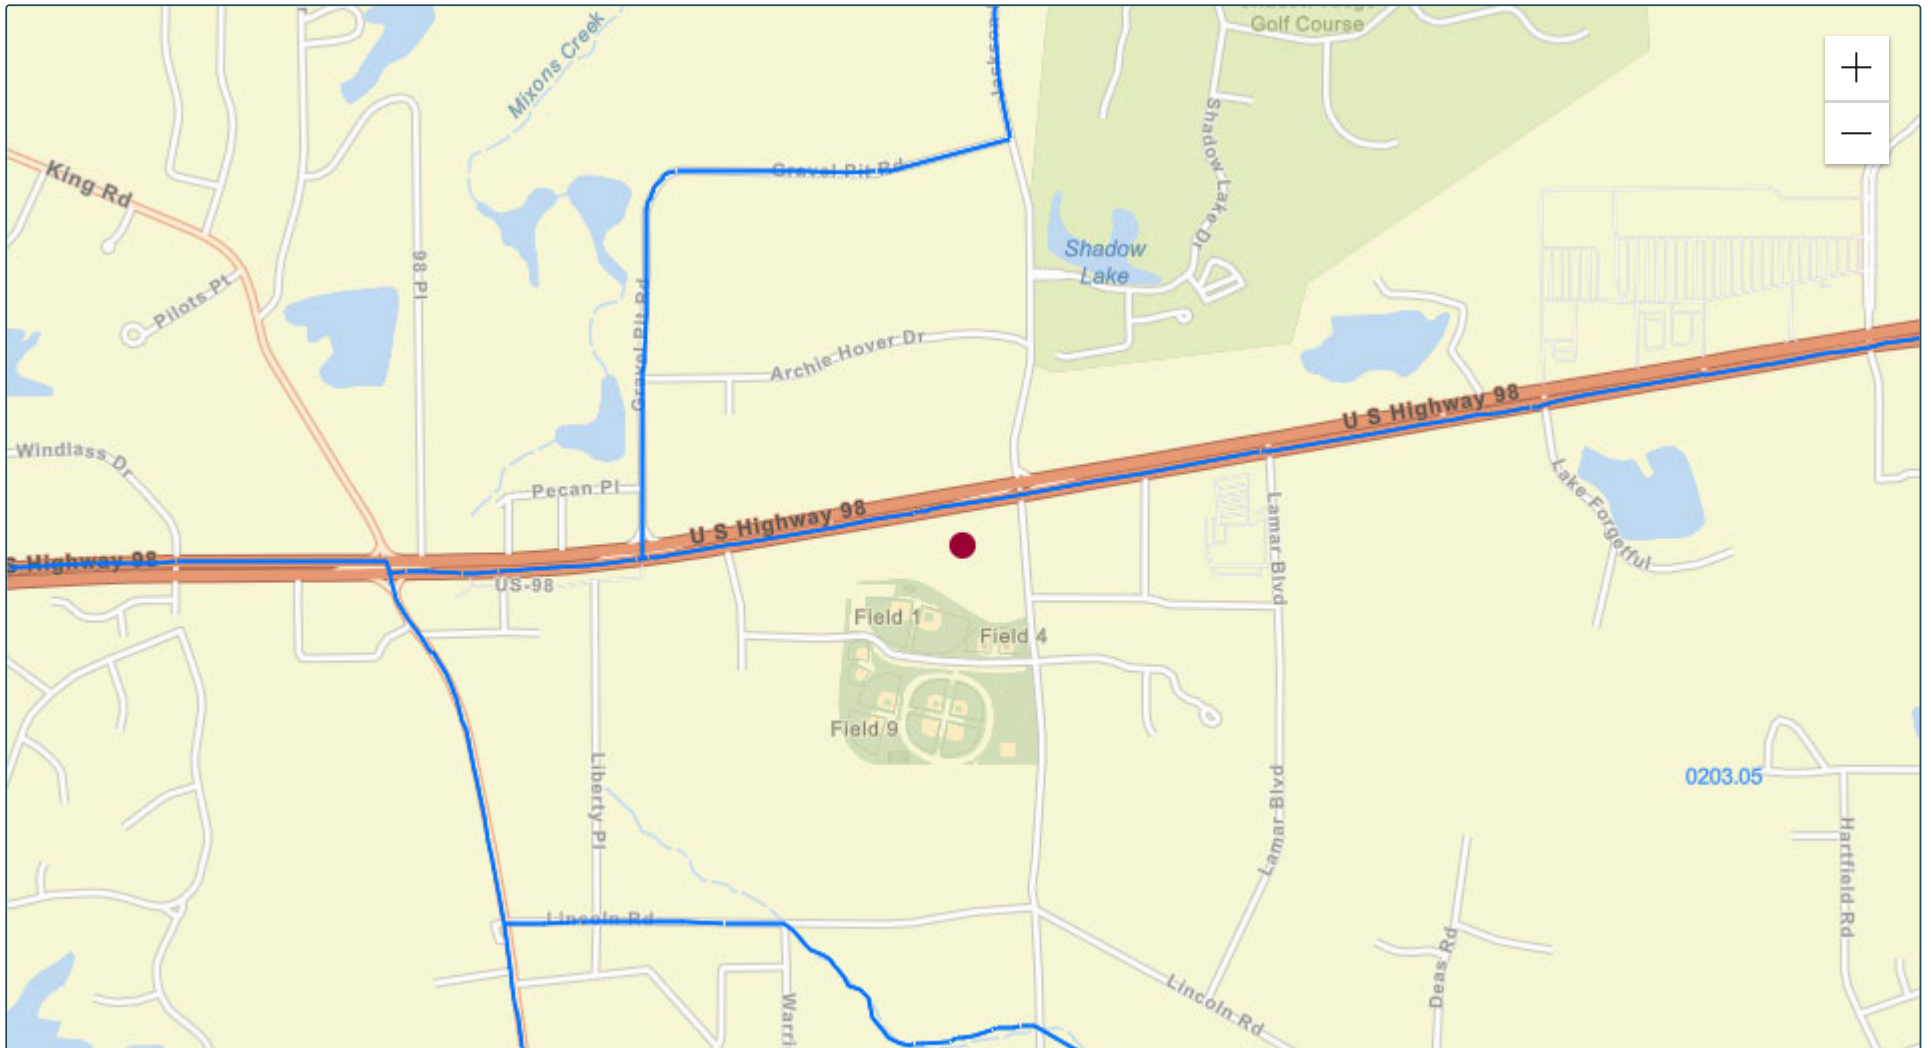 Golf Course
Mixons Creek
King Rd
Gravel Pit Rd
Shadow Lake Dr
98 Pl
Shadow
Lake
Pilots Pt
Gravel Pit Rd
Archie Hover Dr
U S Highway 98
Windlass Dr
Pecan Pl
U S Highway 98
Lamar Blvd
Lake Forgetful
S Highway 98
US-98
Field 1
Field 4
Field 9
Liberty Pl
Lamar Blvd
0203.05
Hartfield Rd
Lincoln Rd
Deas Rd
Lincoln Rd
Warri
+
−